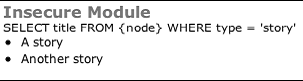 Insecure Module
SELECT title FROM {node} WHERE type = 'story'
• A story
• Another story